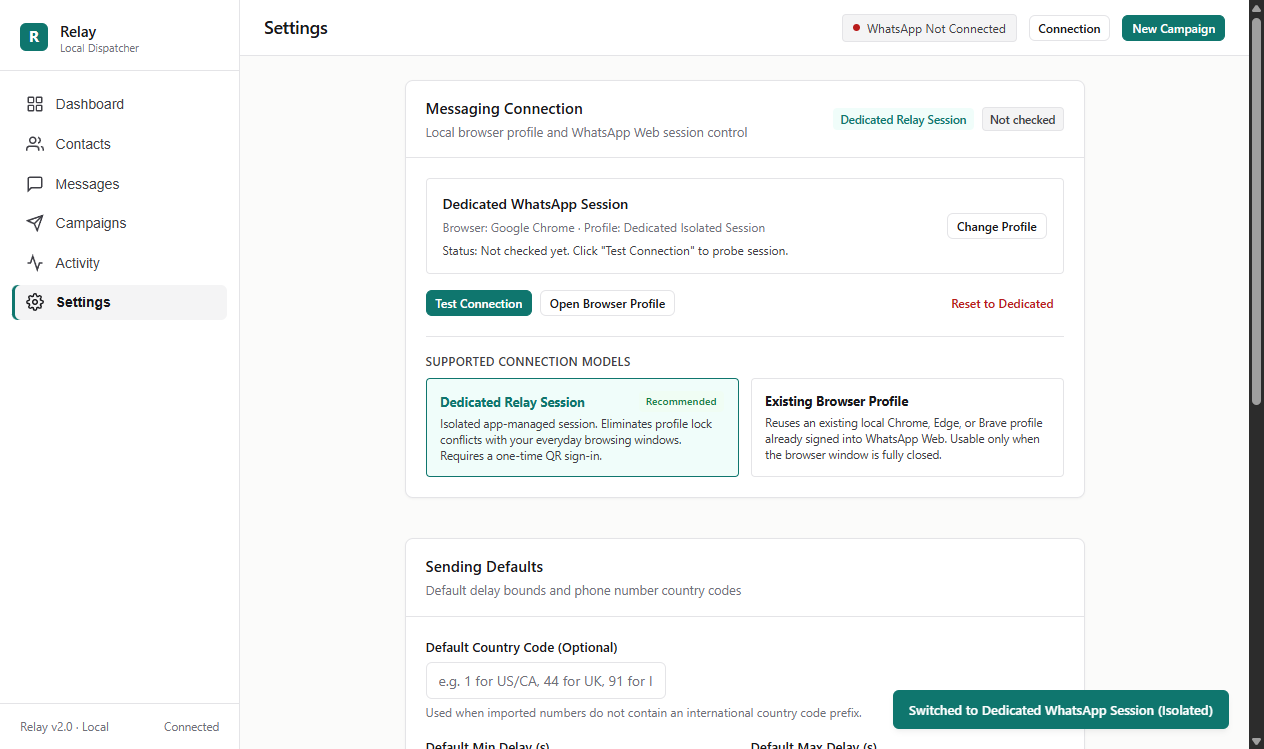 R
Relay
Local Dispatcher
Dashboard
Contacts
Messages
Campaigns
Activity
Settings
Relay v2.0 · Local
Connected
Settings
WhatsApp Not Connected
Connection
New Campaign
Messaging Connection
Local browser profile and WhatsApp Web session control
Dedicated Relay Session
Not checked
Dedicated WhatsApp Session
Browser: Google Chrome · Profile: Dedicated Isolated Session
Status: Not checked yet. Click "Test Connection" to probe session.
Change Profile
Test Connection
Open Browser Profile
Reset to Dedicated
SUPPORTED CONNECTION MODELS
Dedicated Relay Session
Recommended
Isolated app-managed session. Eliminates profile lock
conflicts with your everyday browsing windows.
Requires a one-time QR sign-in.
Existing Browser Profile
Reuses an existing local Chrome, Edge, or Brave profile
already signed into WhatsApp Web. Usable only when
the browser window is fully closed.
Sending Defaults
Default delay bounds and phone number country codes
Default Country Code (Optional)
e.g. 1 for US/CA, 44 for UK, 91 for I
Used when imported numbers do not contain an international country code prefix.
Default Min Delay (s)
Default Max Delay (s)
Switched to Dedicated WhatsApp Session (Isolated)